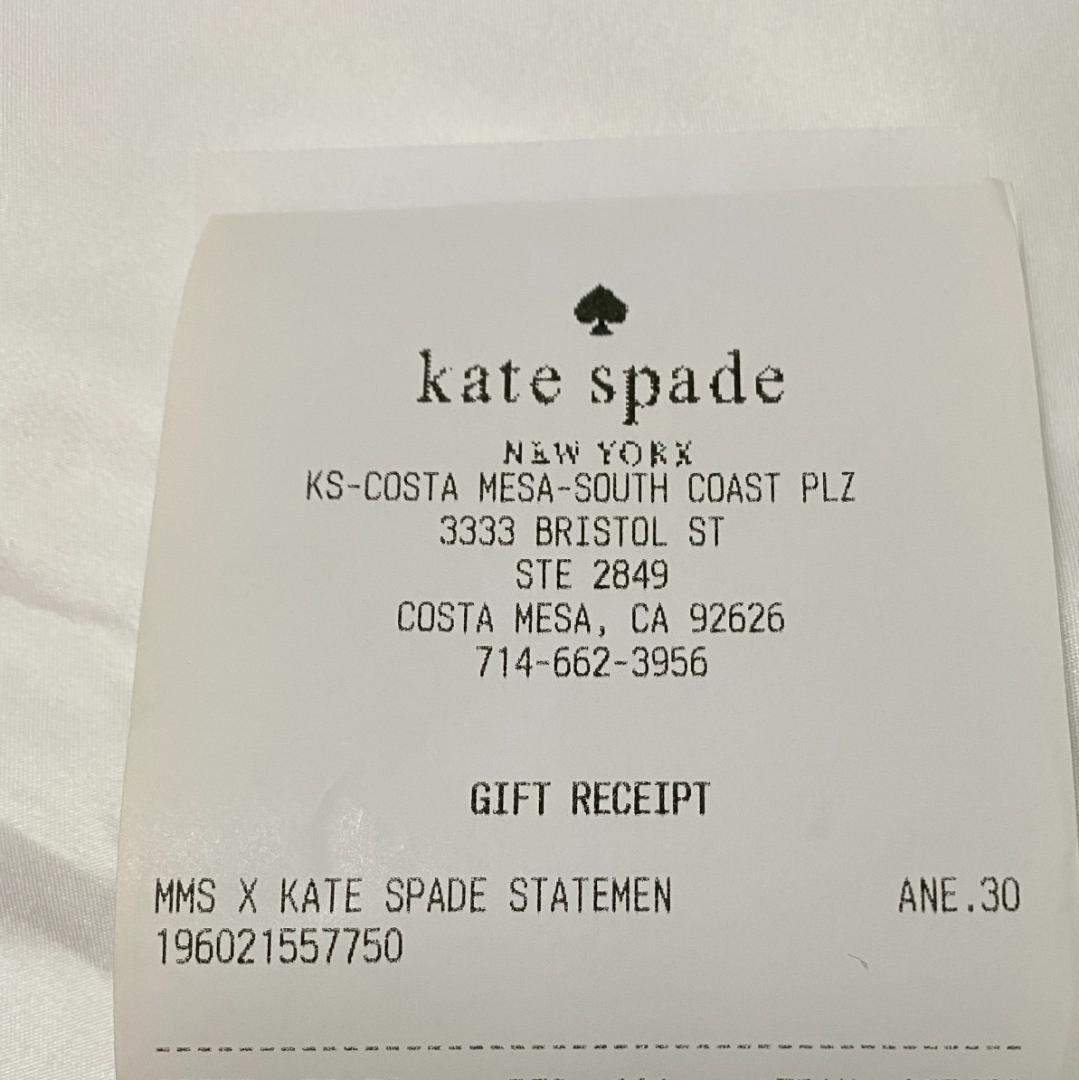 kate spade
NEW YORK
KS-COSTA MESA-SOUTH COAST PLZ
3333 BRISTOL ST
STE 2849
COSTA MESA, CA 92626
714-662-3956
GIFT RECEIPT
MMS X KATE SPADE STATEMEN ANE.30
196021557750